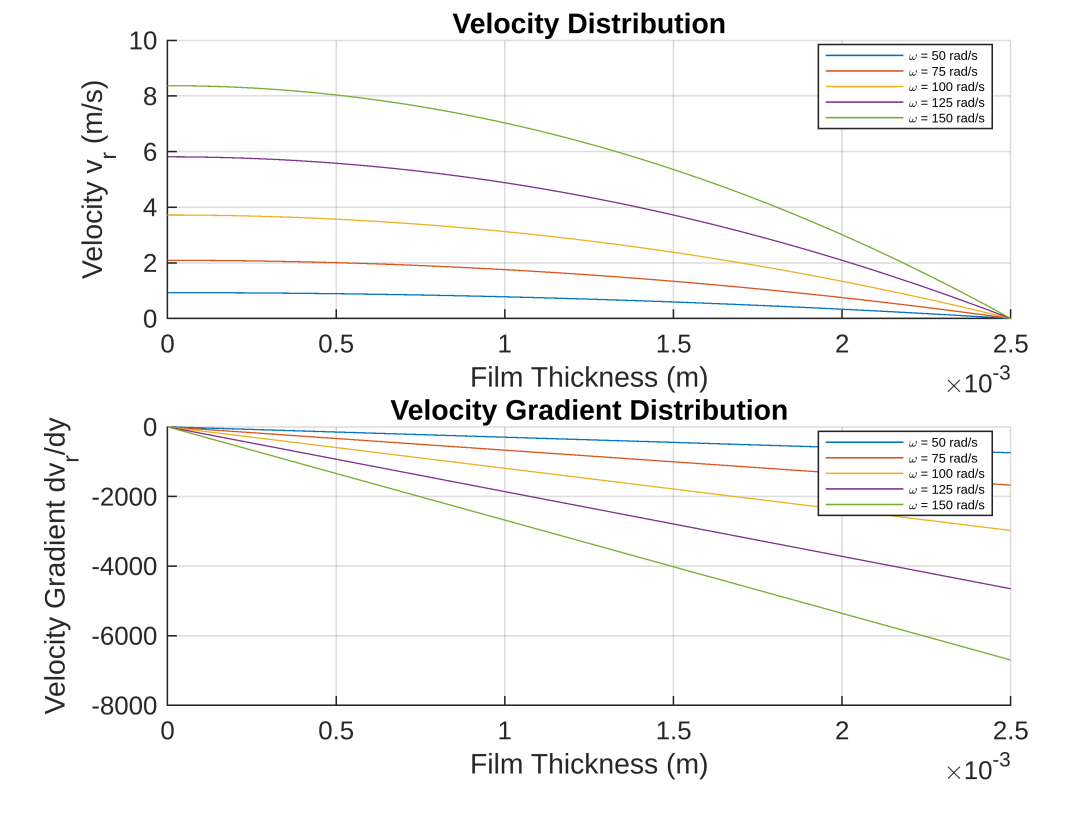 Velocity Distribution
10
8
6
4
2
0
Velocity v_r (m/s)
ω = 50 rad/s
ω = 75 rad/s
ω = 100 rad/s
ω = 125 rad/s
ω = 150 rad/s
0 0.5 1 1.5 2 2.5
Film Thickness (m)
×10^-3
Velocity Gradient Distribution
0
-2000
-4000
-6000
-8000
Velocity Gradient dv_r/dy
ω = 50 rad/s
ω = 75 rad/s
ω = 100 rad/s
ω = 125 rad/s
ω = 150 rad/s
0 0.5 1 1.5 2 2.5
Film Thickness (m)
×10^-3